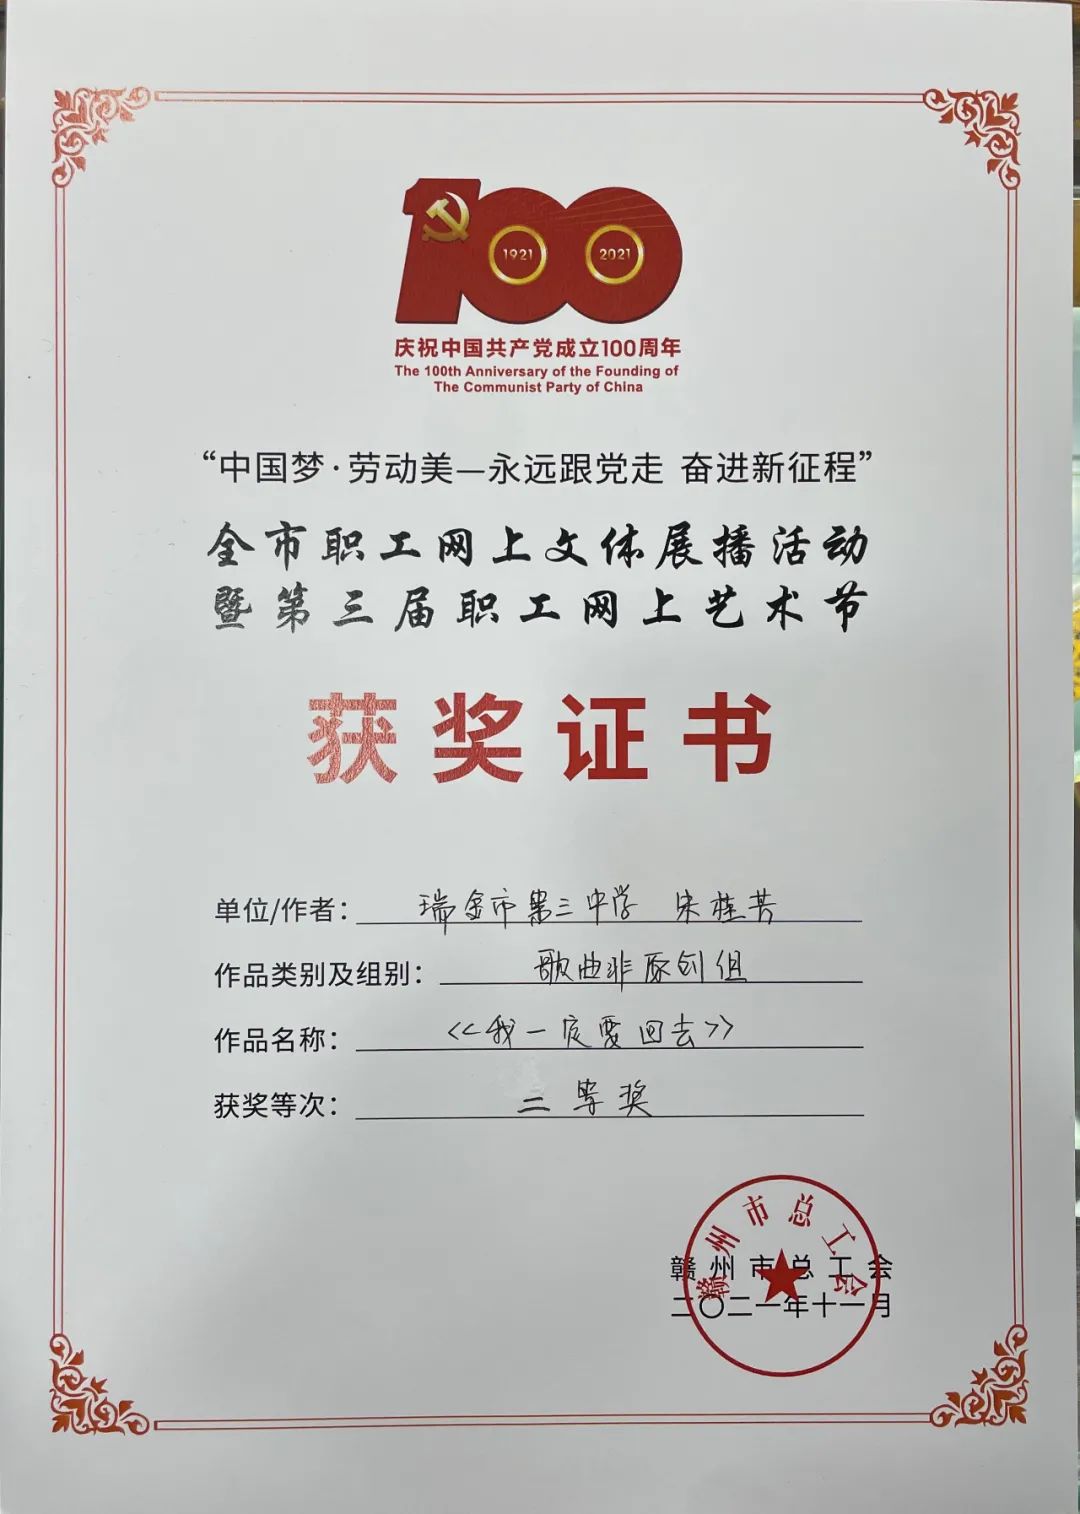 1921
2021
庆祝中国共产党成立100周年
The 100th Anniversary of the Founding of
The Communist Party of China
“中国梦·劳动美—永远跟党走 奋进新征程”
全市职工网上文体展播活动
暨第三届职工网上艺术节
获奖证书
单位/作者：瑞金市第三中学 宋桂芳
作品类别及组别：歌曲非原创组
作品名称：<<我一定要回去>>
获奖等次：二等奖
赣州市总工会
赣州市总工会
二〇二一年十一月